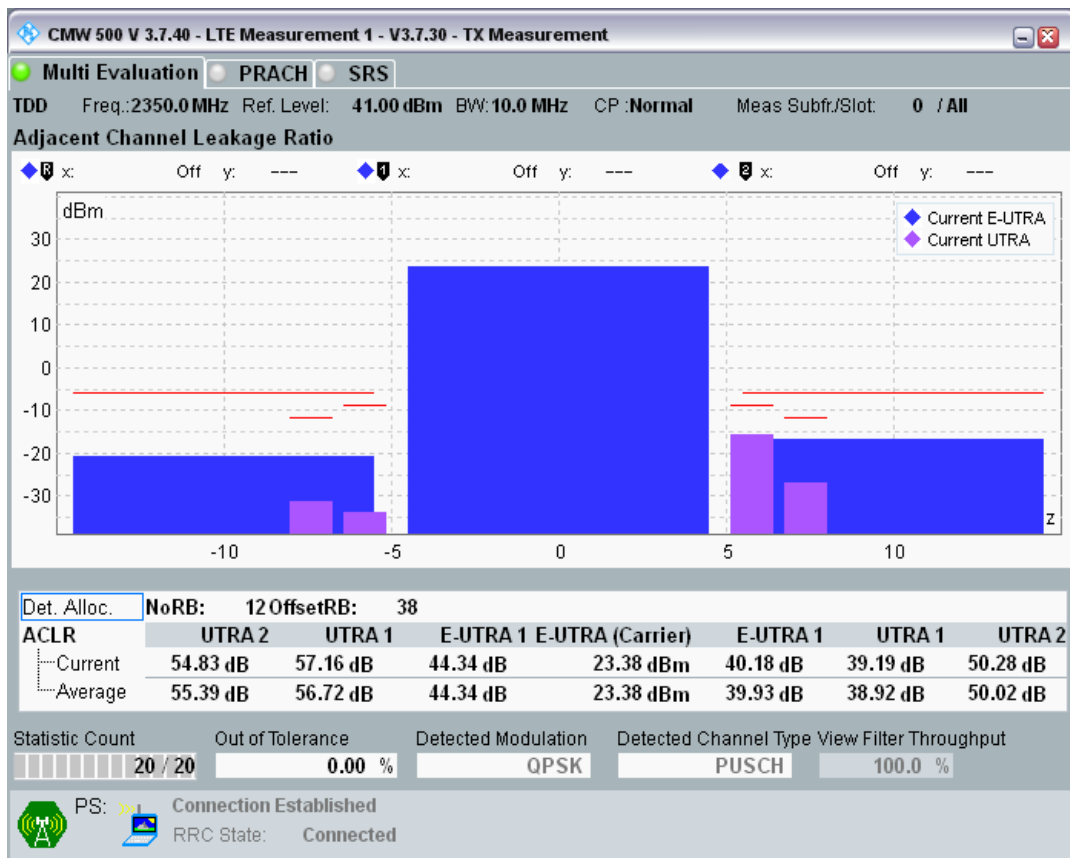 CMW 500 V 3.7.40 - LTE Measurement 1 - V3.7.30 - TX Measurement
Multi Evaluation PRACH SRS
TDD Freq.:2350.0 MHz Ref. Level: 41.00 dBm BW:10.0 MHz CP :Normal Meas Subfr./Slot: 0 / All
Adjacent Channel Leakage Ratio
R x: Off y: --- 1 x: Off y: --- 2 x: Off y: ---
dBm
Current E-UTRA
Current UTRA
30
20
10
0
-10
-20
-30
z
-10 -5 0 5 10
Det. Alloc. NoRB: 12 OffsetRB: 38
ACLR UTRA 2 UTRA 1 E-UTRA 1 E-UTRA (Carrier) E-UTRA 1 UTRA 1 UTRA 2
Current 54.83 dB 57.16 dB 44.34 dB 23.38 dBm 40.18 dB 39.19 dB 50.28 dB
Average 55.39 dB 56.72 dB 44.34 dB 23.38 dBm 39.93 dB 38.92 dB 50.02 dB
Statistic Count Out of Tolerance Detected Modulation Detected Channel Type View Filter Throughput
20 / 20 0.00 % QPSK PUSCH 100.0 %
PS: Connection Established
RRC State: Connected